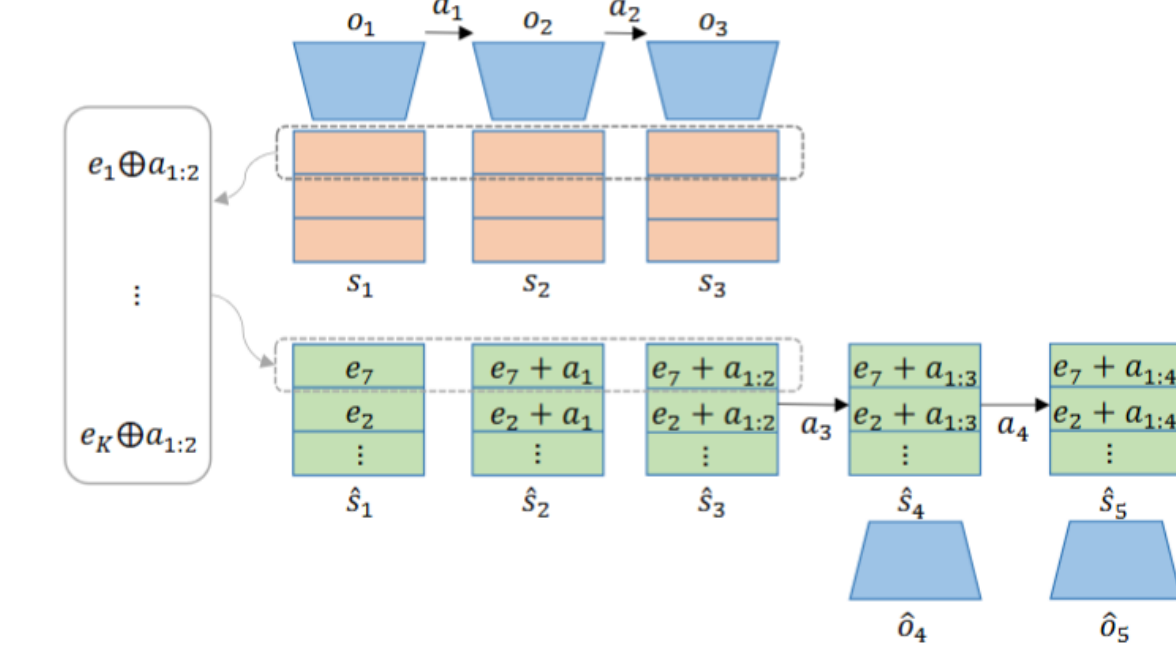 o₁ a₁ o₂ a₂ o₃
e₁⊕a₁:₂
⋮
e_K⊕a₁:₂
s₁ s₂ s₃
e₇ e₇ + a₁ e₇ + a₁:₂ e₇ + a₁:₃ e₇ + a₁:₄
e₂ e₂ + a₁ e₂ + a₁:₂ a₃ e₂ + a₁:₃ a₄ e₂ + a₁:₄
⋮ ⋮ ⋮ ⋮ ⋮
ŝ₁ ŝ₂ ŝ₃ ŝ₄ ŝ₅
ô₄ ô₅